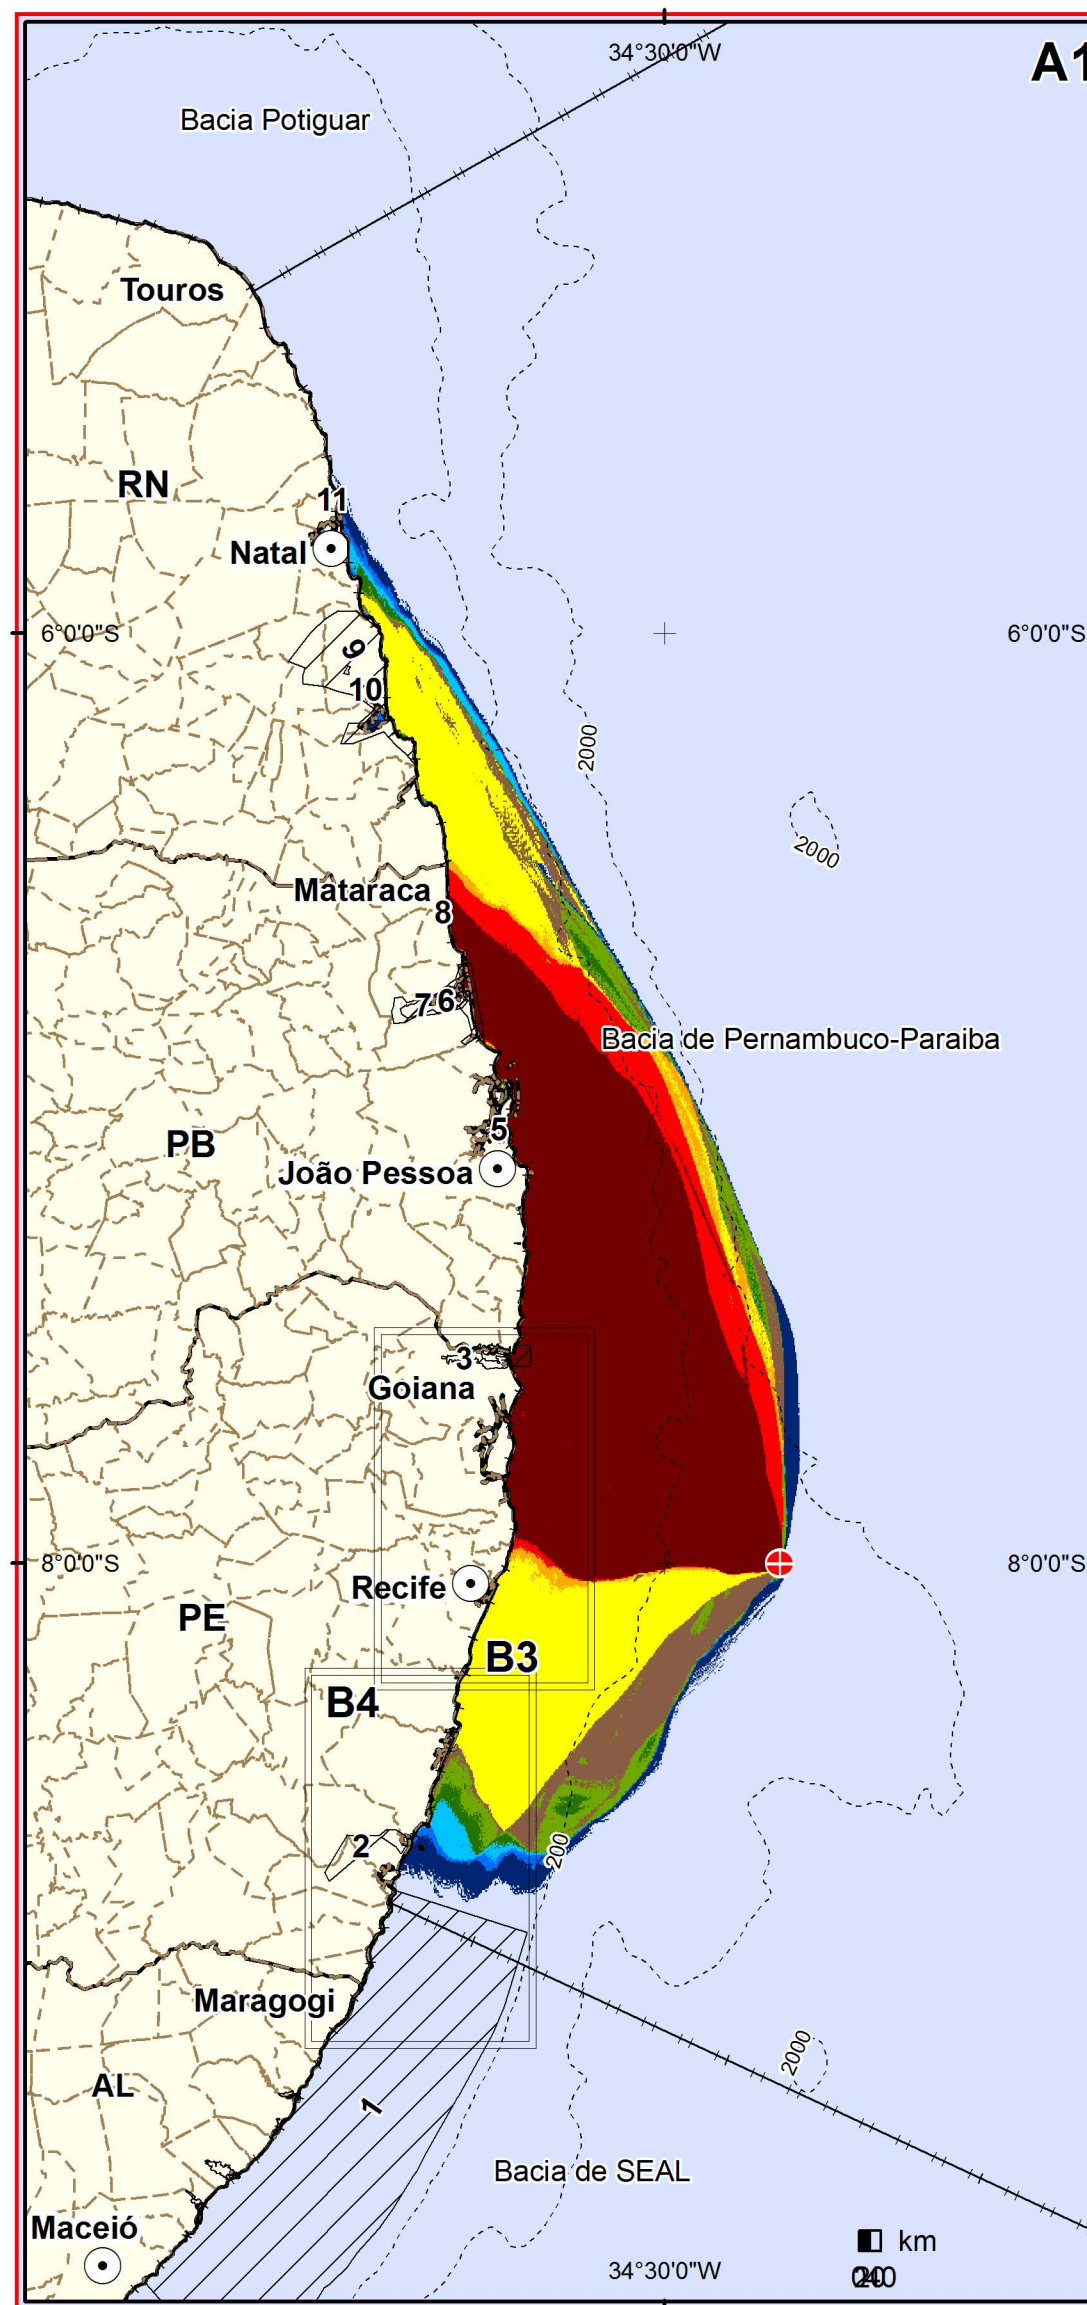 34°30'0"W
A1
Bacia Potiguar
Touros
RN
11
Natal
6°0'0"S
6°0'0"S
9
10
2000
2000
Mataraca
8
7
6
Bacia de Pernambuco-Paraiba
5
PB
João Pessoa
3
Goiana
8°0'0"S
8°0'0"S
Recife
PE
B3
B4
2
200
Maragogi
2000
AL
1
Bacia de SEAL
Maceió
km
34°30'0"W